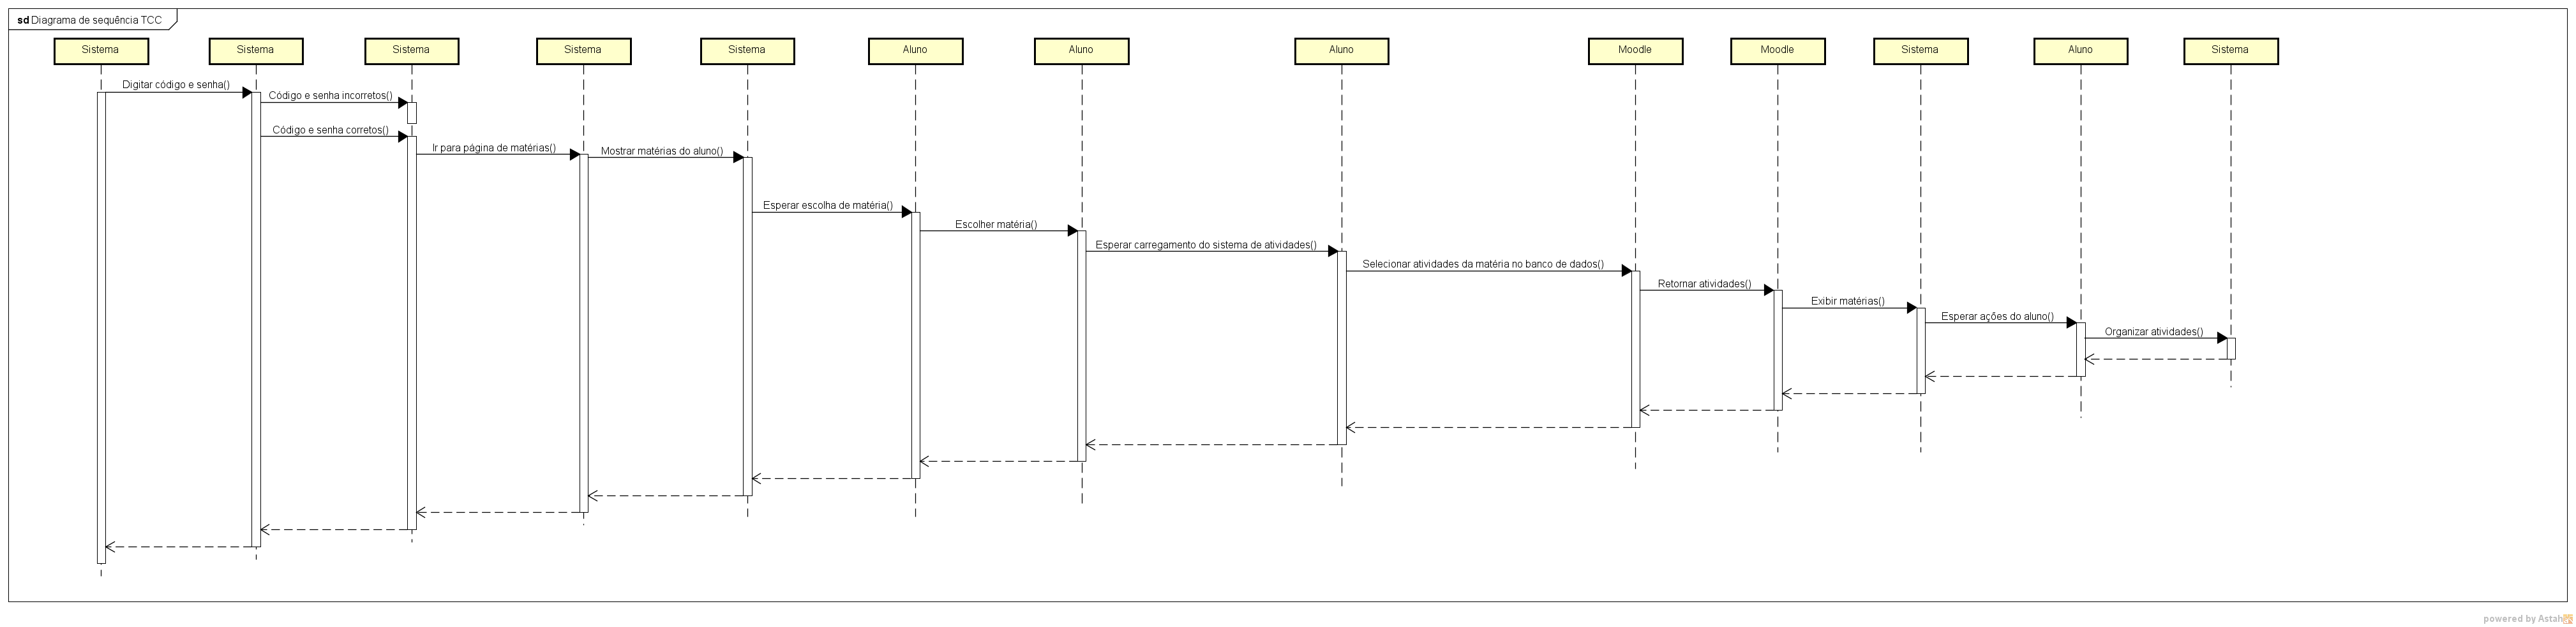 sd Diagrama de sequência TCC
Sistema
Sistema
Sistema
Sistema
Sistema
Aluno
Aluno
Aluno
Moodle
Moodle
Sistema
Aluno
Sistema
Digitar código e senha()
Código e senha incorretos()
Código e senha corretos()
Ir para página de matérias()
Mostrar matérias do aluno()
Esperar escolha de matéria()
Escolher matéria()
Esperar carregamento do sistema de atividades()
Selecionar atividades da matéria no banco de dados()
Retornar atividades()
Exibir matérias()
Esperar ações do aluno()
Organizar atividades()
powered by Astah